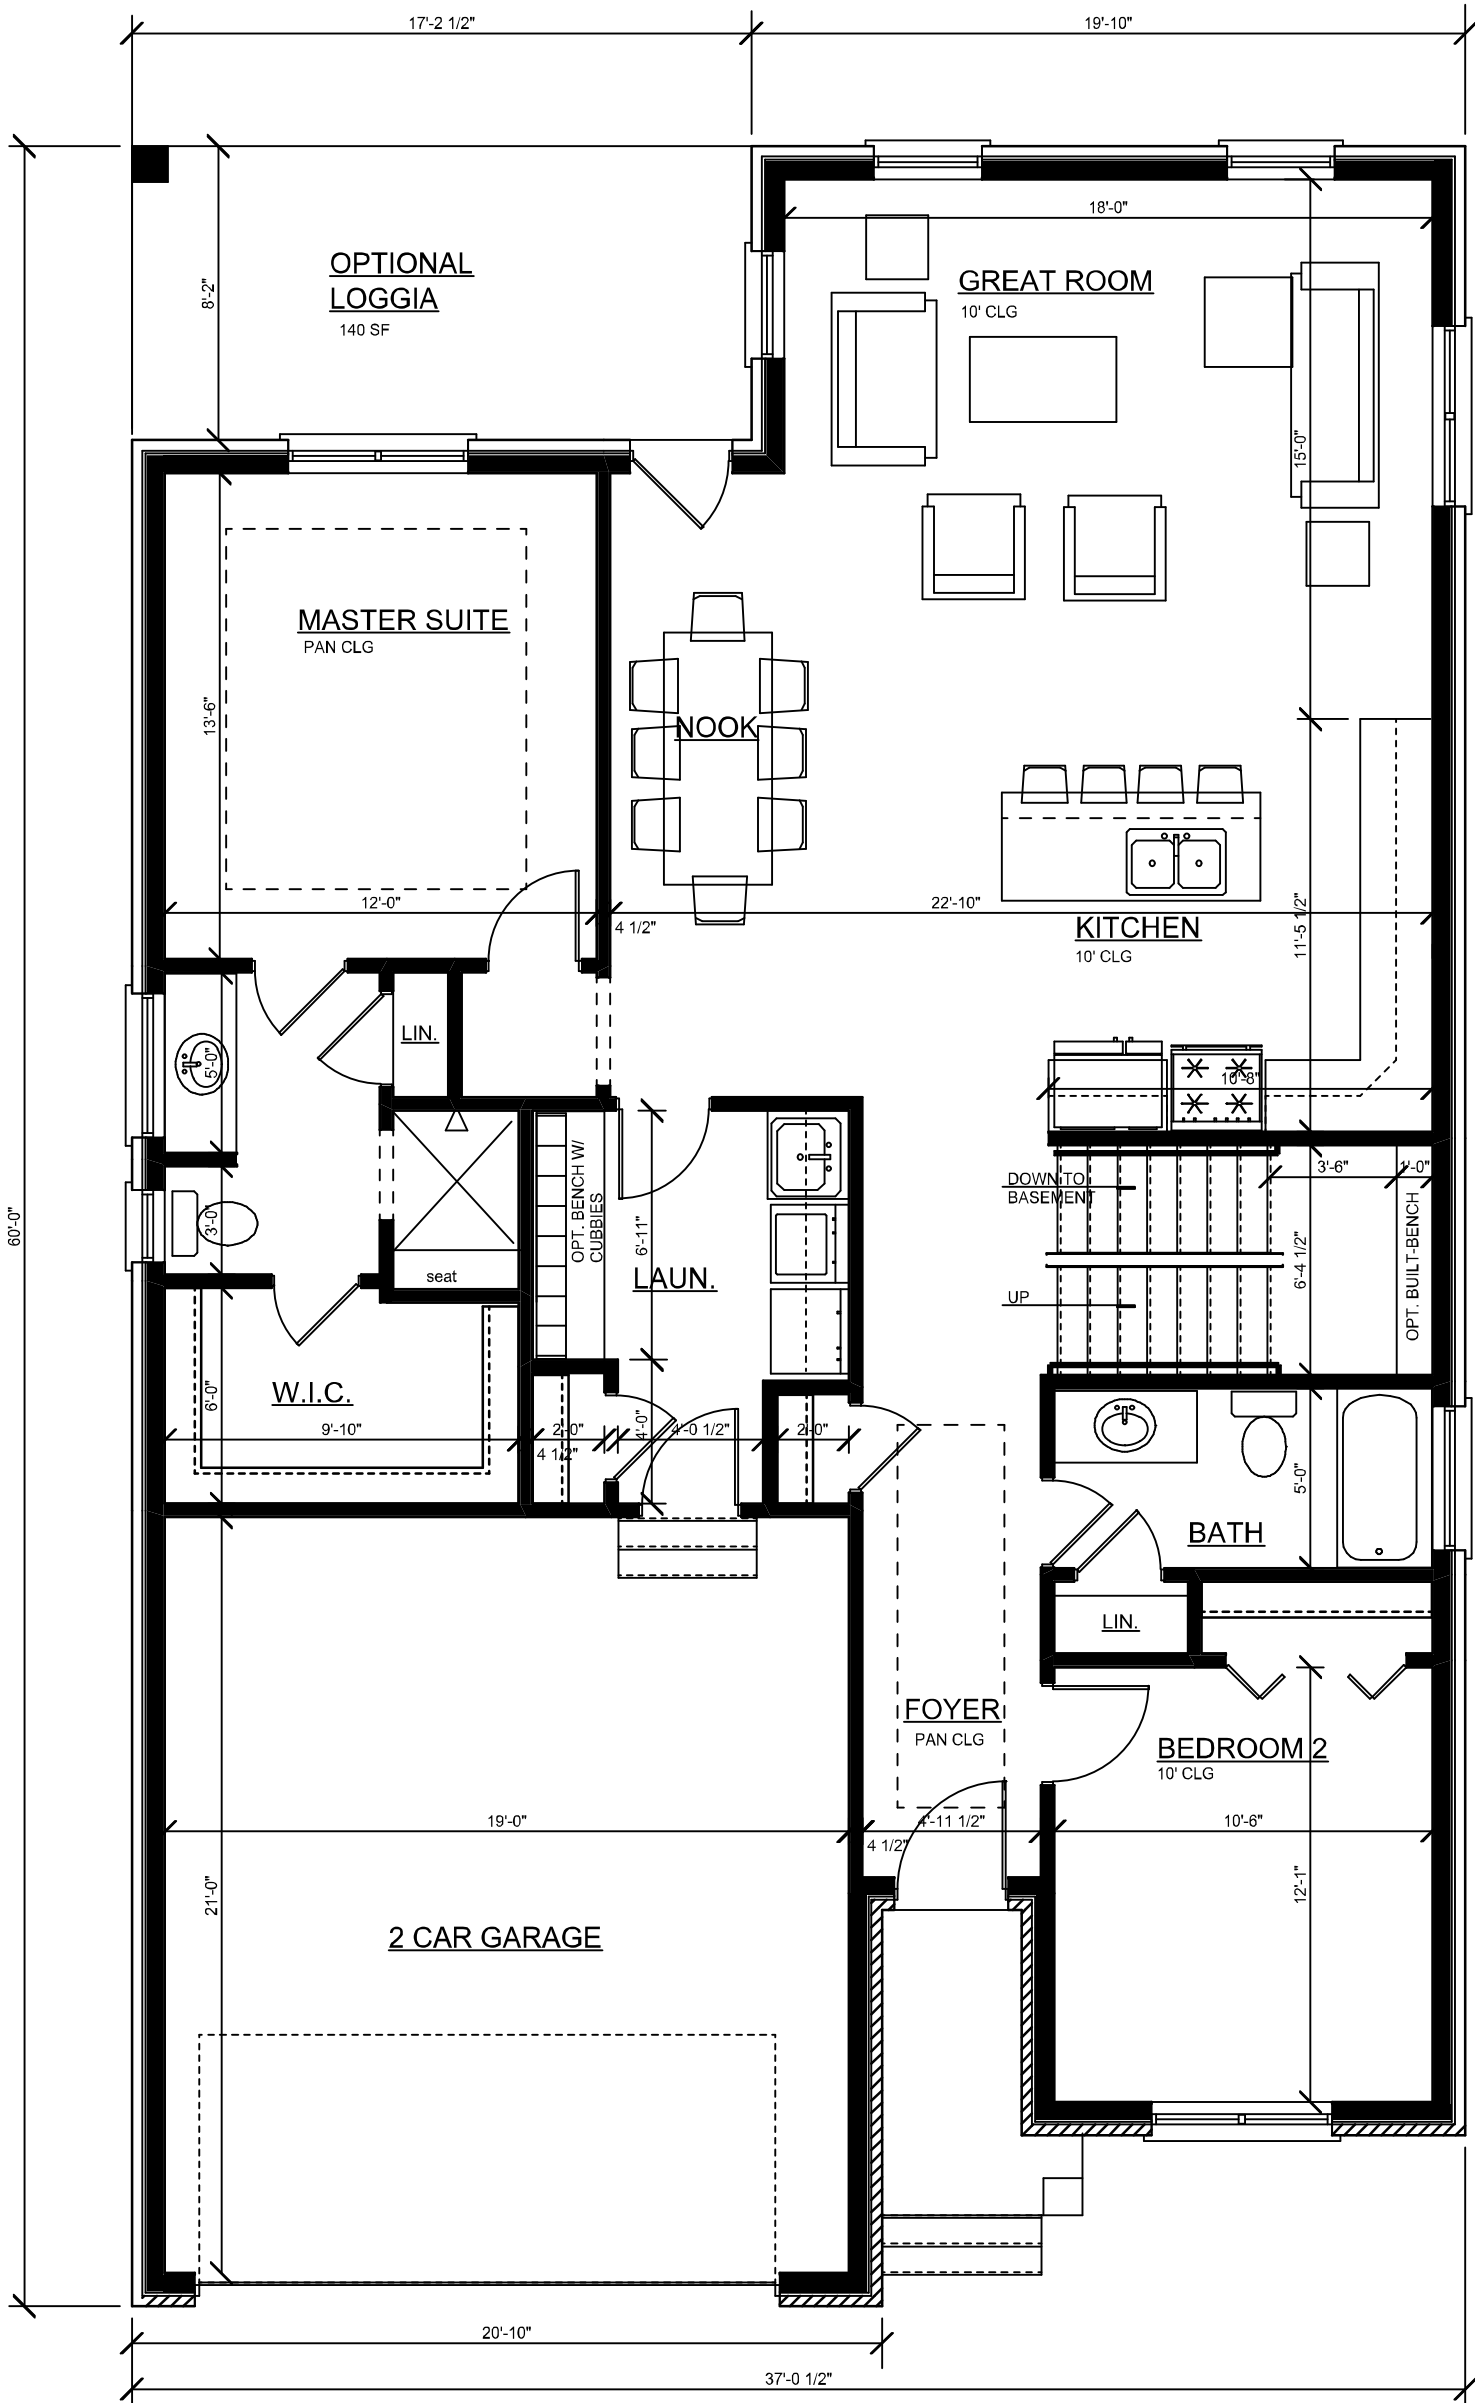 17'-2 1/2"
19'-10"
18'-0"
OPTIONAL
LOGGIA
140 SF
8'-2"
GREAT ROOM
10' CLG
15'-0"
MASTER SUITE
PAN CLG
13'-6"
NOOK
12'-0"
4 1/2"
22'-10"
KITCHEN
10' CLG
11'-5 1/2"
LIN.
5'-0"
10'-8"
OPT. BENCH W/
CUBBIES
6'-11"
DOWN TO
BASEMENT
3'-6"
1'-0"
60'-0"
3'-0"
seat
LAUN.
UP
6'-4 1/2"
OPT. BUILT-BENCH
W.I.C.
6'-0"
9'-10"
2'-0"
4 1/2"
4'-0"
4'-0 1/2"
2'-0"
5'-0"
BATH
LIN.
FOYER
PAN CLG
BEDROOM 2
10' CLG
19'-0"
4'-11 1/2"
4 1/2"
10'-6"
21'-0"
12'-1"
2 CAR GARAGE
20'-10"
37'-0 1/2"